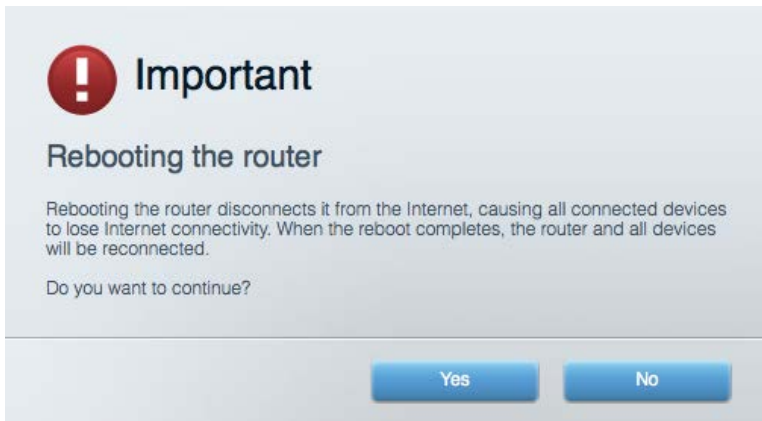 Important
Rebooting the router
Rebooting the router disconnects it from the Internet, causing all connected devices
to lose Internet connectivity. When the reboot completes, the router and all devices
will be reconnected.
Do you want to continue?
Yes
No